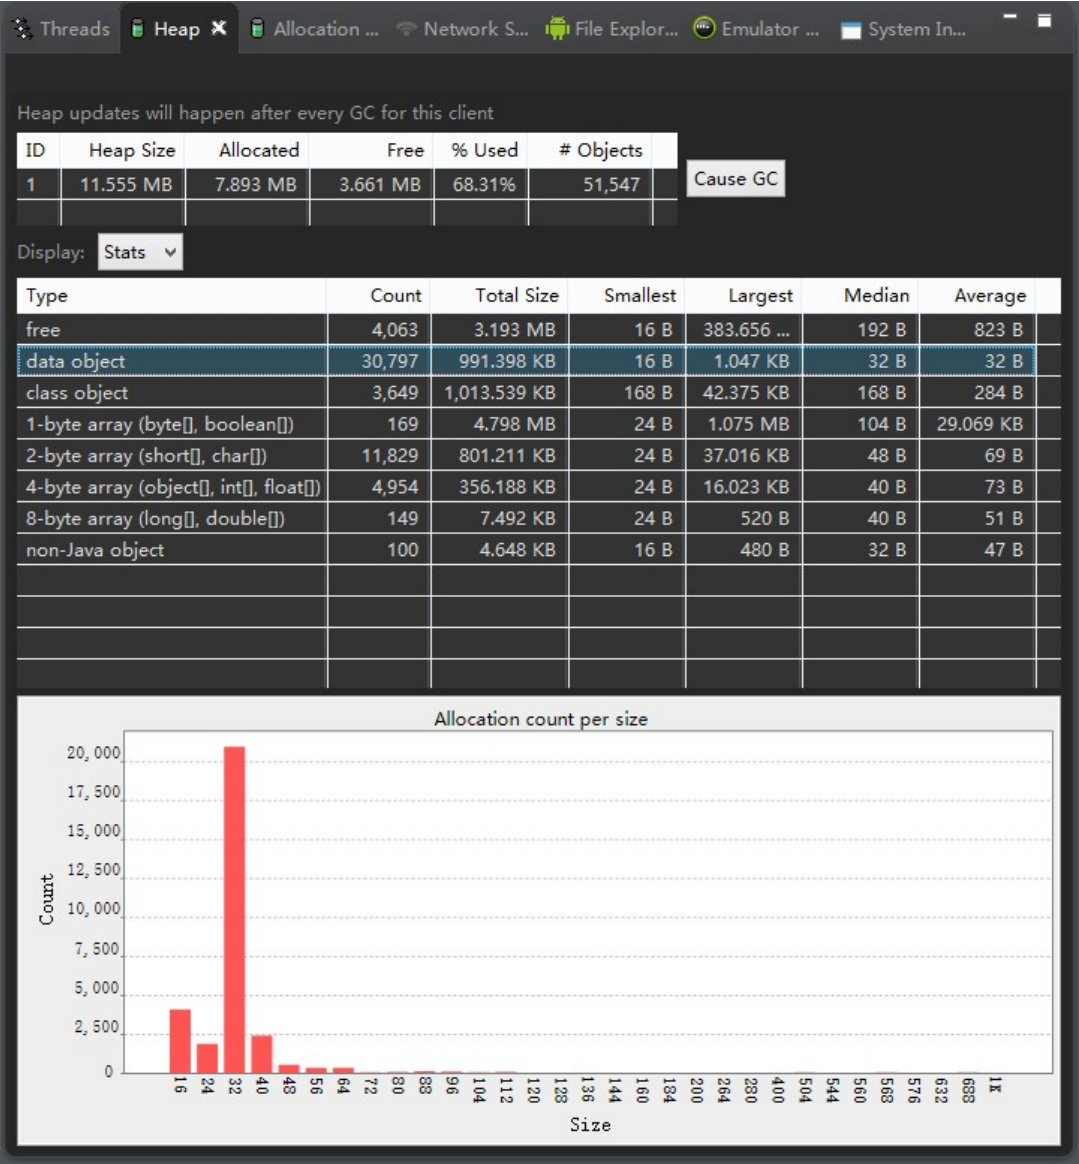 Threads Heap Allocation ... Network S... File Explor... Emulator ... System In...
Heap updates will happen after every GC for this client
ID Heap Size Allocated Free % Used # Objects
1 11.555 MB 7.893 MB 3.661 MB 68.31% 51,547 Cause GC
Display: Stats
Type Count Total Size Smallest Largest Median Average
free 4,063 3.193 MB 16 B 383.656 ... 192 B 823 B
data object 30,797 991.398 KB 16 B 1.047 KB 32 B 32 B
class object 3,649 1,013.539 KB 168 B 42.375 KB 168 B 284 B
1-byte array (byte[], boolean[]) 169 4.798 MB 24 B 1.075 MB 104 B 29.069 KB
2-byte array (short[], char[]) 11,829 801.211 KB 24 B 37.016 KB 48 B 69 B
4-byte array (object[], int[], float[]) 4,954 356.188 KB 24 B 16.023 KB 40 B 73 B
8-byte array (long[], double[]) 149 7.492 KB 24 B 520 B 40 B 51 B
non-Java object 100 4.648 KB 16 B 480 B 32 B 47 B
Allocation count per size
20,000
17,500
15,000
12,500
10,000
7,500
5,000
2,500
0
Count
16 24 32 40 48 56 64 72 80 88 96 104 112 120 128 136 144 160 184 200 264 280 400 504 544 560 568 576 632 688 1K
Size